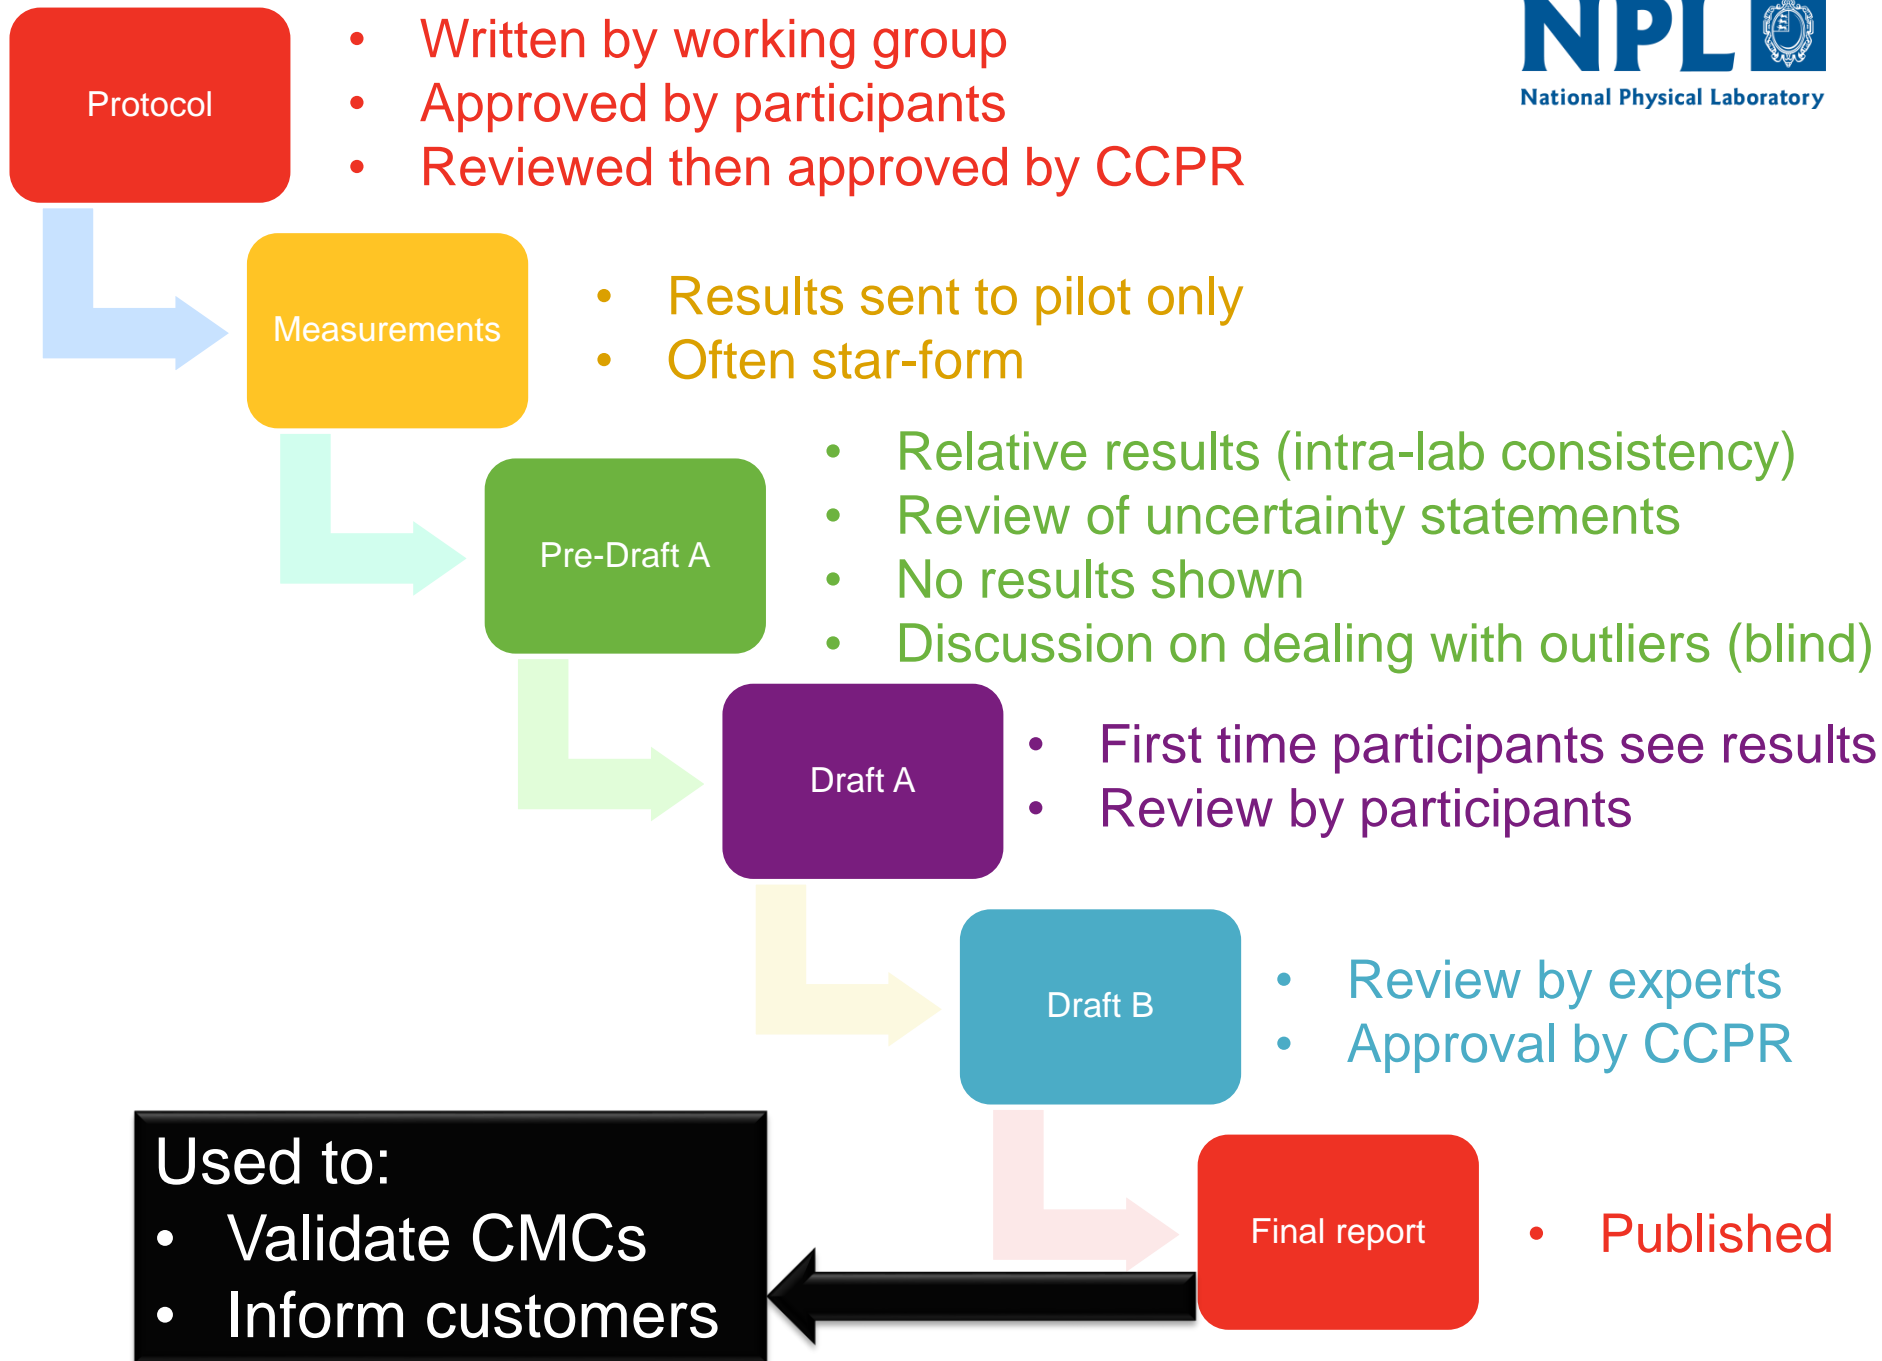 NPL
National Physical Laboratory
Protocol
• Written by working group
• Approved by participants
• Reviewed then approved by CCPR
Measurements
• Results sent to pilot only
• Often star-form
Pre-Draft A
• Relative results (intra-lab consistency)
• Review of uncertainty statements
• No results shown
• Discussion on dealing with outliers (blind)
Draft A
• First time participants see results
• Review by participants
Draft B
• Review by experts
• Approval by CCPR
Final report
• Published
Used to:
• Validate CMCs
• Inform customers